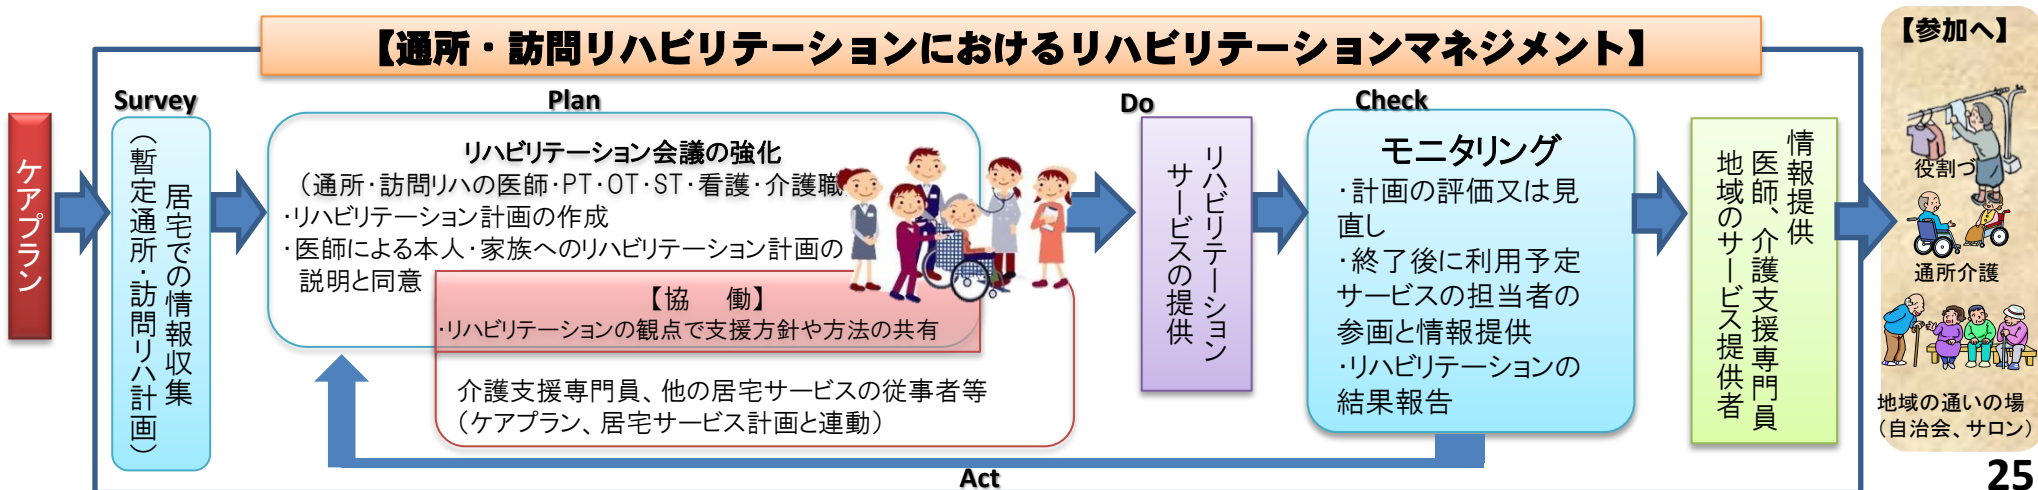 【通所・訪問リハビリテーションにおけるリハビリテーションマネジメント】
ケアプラン
Survey
居宅での情報収集
（暫定通所・訪問リハ計画）
Plan
リハビリテーション会議の強化
（通所・訪問リハの医師・PT・OT・ST・看護・介護職
・リハビリテーション計画の作成
・医師による本人・家族へのリハビリテーション計画の
説明と同意
【協　働】
・リハビリテーションの観点で支援方針や方法の共有
介護支援専門員、他の居宅サービスの従事者等
（ケアプラン、居宅サービス計画と連動）
Do
リハビリテーション
サービスの提供
Check
モニタリング
・計画の評価又は見
直し
・終了後に利用予定
サービスの担当者の
参画と情報提供
・リハビリテーションの
結果報告
Act
情報提供
医師、介護支援専門員
地域のサービス提供者
【参加へ】
役割づ
通所介護
地域の通いの場
（自治会、サロン）
25